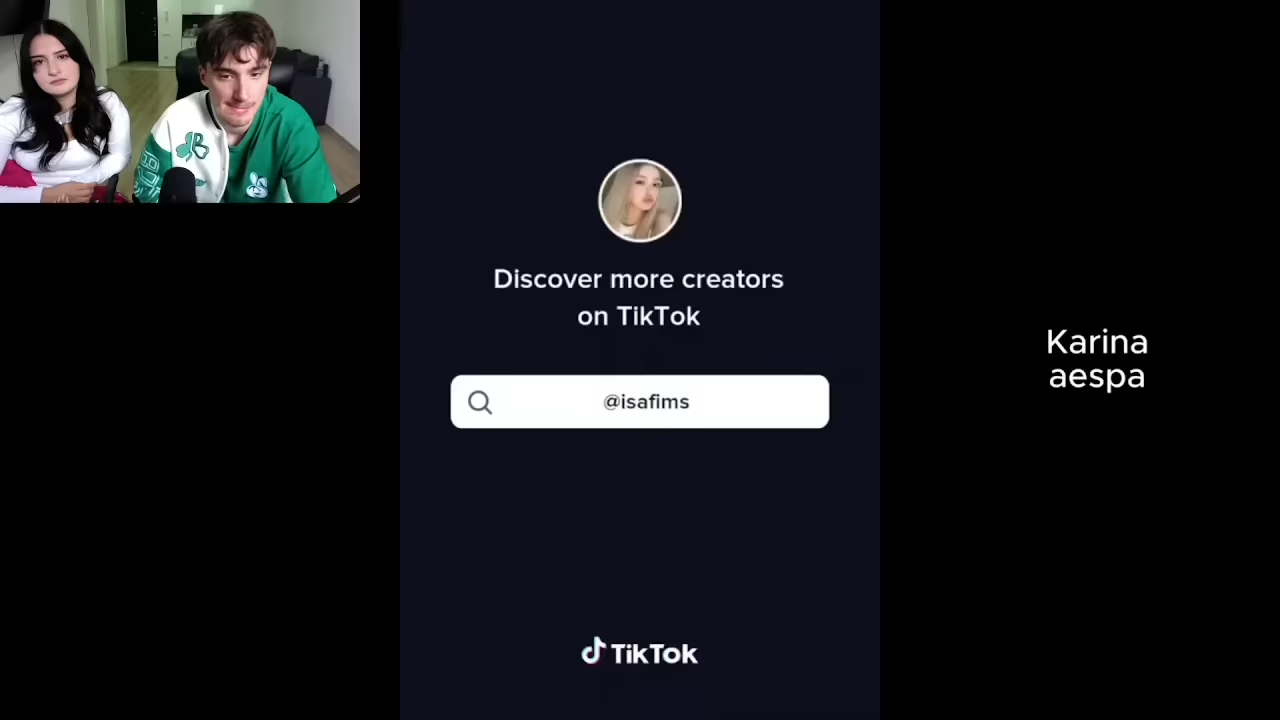 Discover more creators
on TikTok
@isafims
TikTok
Karina
aespa